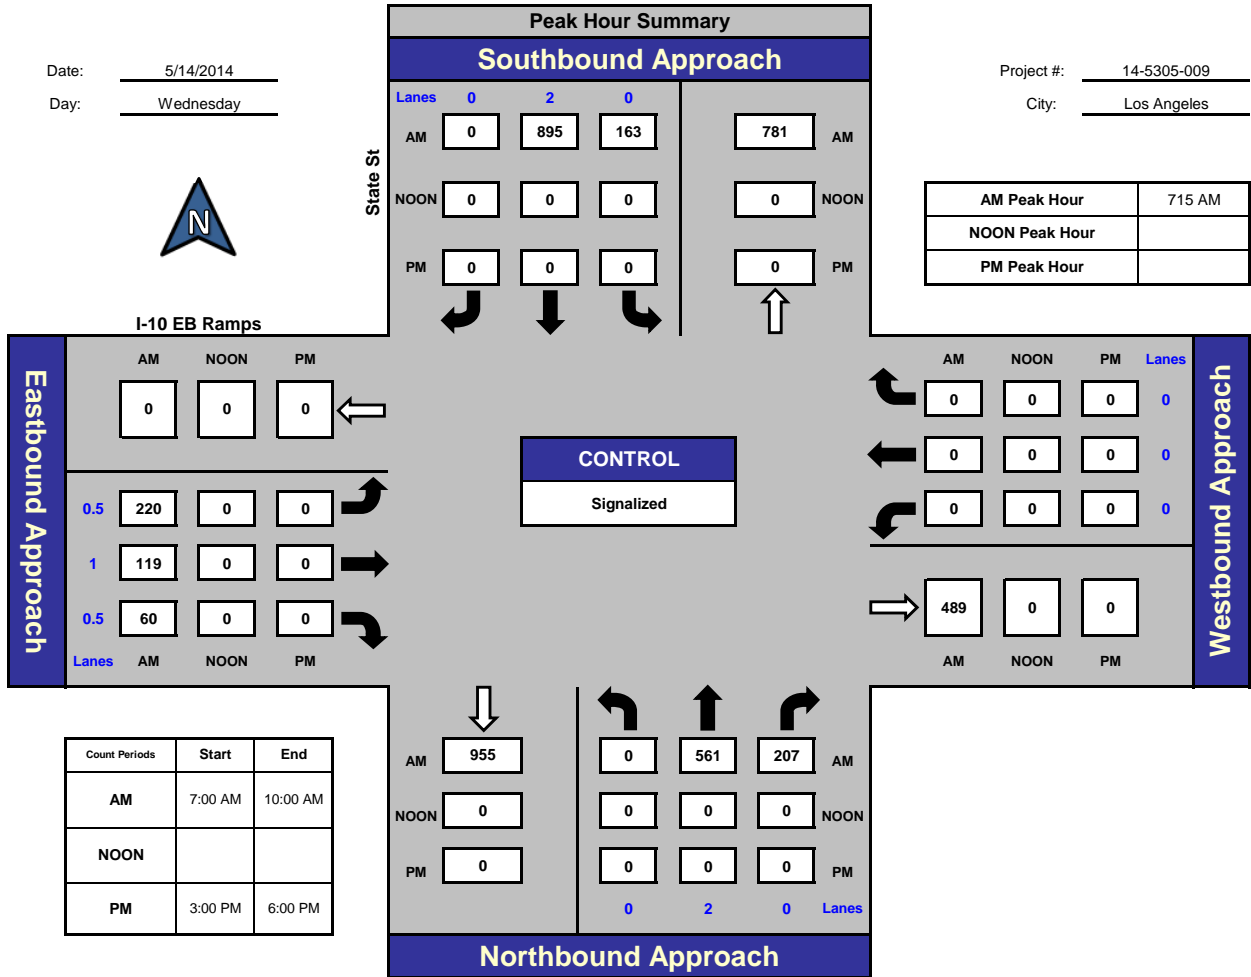 Peak Hour Summary
Southbound Approach
Date: 5/14/2014
Day: Wednesday
Project #: 14-5305-009
City: Los Angeles
N
State St
Lanes 0 2 0
AM 0 895 163 781 AM
NOON 0 0 0 0 NOON
PM 0 0 0 0 PM
AM Peak Hour 715 AM
NOON Peak Hour
PM Peak Hour
I-10 EB Ramps
Eastbound Approach
AM NOON PM
0 0 0
0.5 220 0 0
1 119 0 0
0.5 60 0 0
Lanes AM NOON PM
CONTROL
Signalized
AM NOON PM Lanes
0 0 0 0
0 0 0 0
0 0 0 0
489 0 0
AM NOON PM
Westbound Approach
Count Periods Start End
AM 7:00 AM 10:00 AM
NOON
PM 3:00 PM 6:00 PM
AM 955 0 561 207 AM
NOON 0 0 0 0 NOON
PM 0 0 0 0 PM
0 2 0 Lanes
Northbound Approach